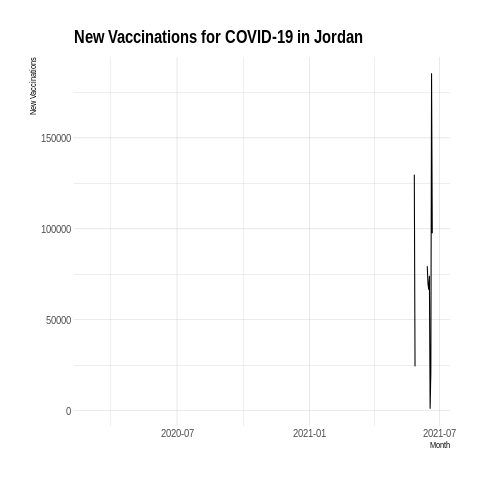 New Vaccinations for COVID-19 in Jordan
New Vaccinations
150000
100000
50000
0
2020-07
2021-01
2021-07
Month